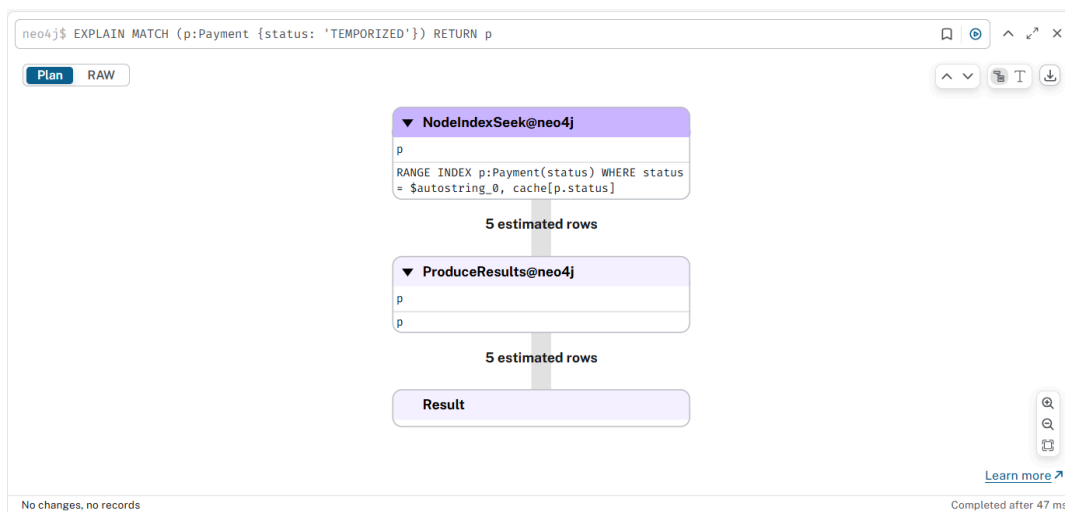 neo4j$ EXPLAIN MATCH (p:Payment {status: 'TEMPORIZED'}) RETURN p
Plan RAW
T
NodeIndexSeek@neo4j
p
RANGE INDEX p:Payment(status) WHERE status
= $autostring_0, cache[p.status]
5 estimated rows
ProduceResults@neo4j
p
p
5 estimated rows
Result
Learn more
No changes, no records
Completed after 47 ms